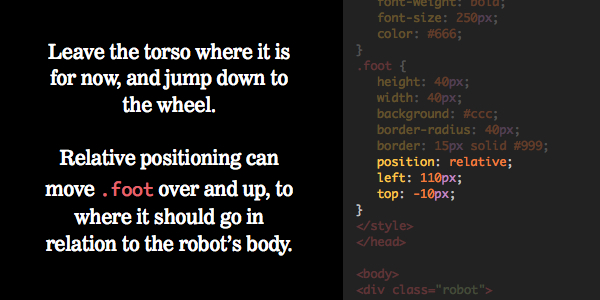 Leave the torso where it is
for now, and jump down to
the wheel.
Relative positioning can
move .foot over and up, to
where it should go in
relation to the robot’s body.
font-weight: bold;
font-size: 250px;
color: #666;
}
.foot {
height: 40px;
width: 40px;
background: #ccc;
border-radius: 40px;
border: 15px solid #999;
position: relative;
left: 110px;
top: -10px;
}
</style>
</head>
<body>
<div class="robot">